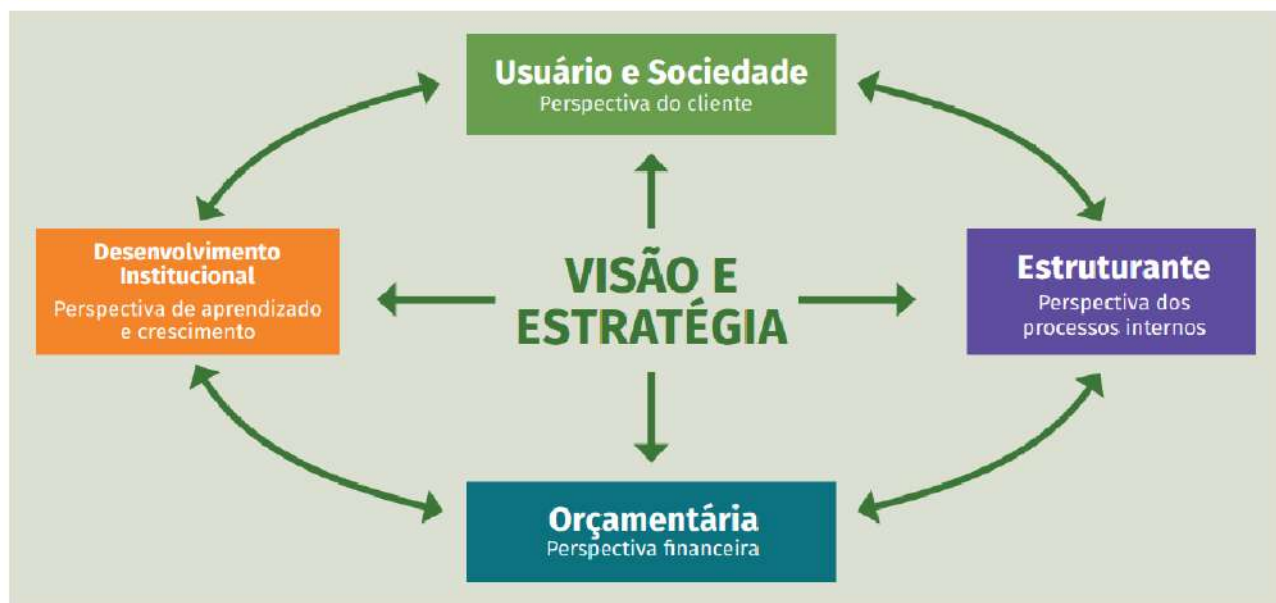 Usuário e Sociedade
Perspectiva do cliente
Desenvolvimento
Institucional
Perspectiva de aprendizado
e crescimento
VISÃO E
ESTRATÉGIA
Estruturante
Perspectiva dos
processos internos
Orçamentária
Perspectiva financeira